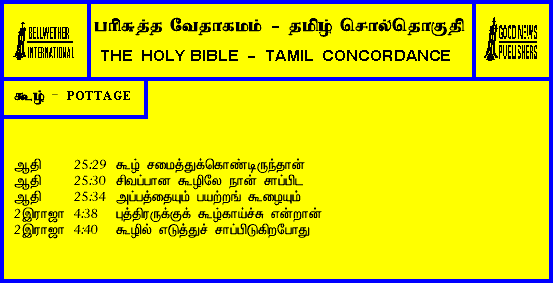 BELLWETHER
INTERNATIONAL
பரிசுத்த வேதாகமம் - தமிழ் சொல்தொகுதி
THE HOLY BIBLE - TAMIL CONCORDANCE
GOOD NEWS
PUBLISHERS
கூழ் - POTTAGE
ஆதி 25:29 கூழ் சமைத்துக்கொண்டிருந்தான்
ஆதி 25:30 சிவப்பான கூழிலே நான் சாப்பிட
ஆதி 25:34 அப்பத்தையும் பயற்றங் கூழையும்
2இராஜா 4:38 புத்திரருக்குக் கூழ்காய்ச்சு என்றான்
2இராஜா 4:40 கூழில் எடுத்துச் சாப்பிடுகிறபோது